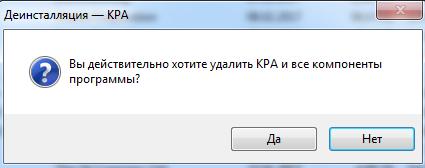 Деинсталляция — КРА
Вы действительно хотите удалить КРА и все компоненты
программы?
Да
Нет